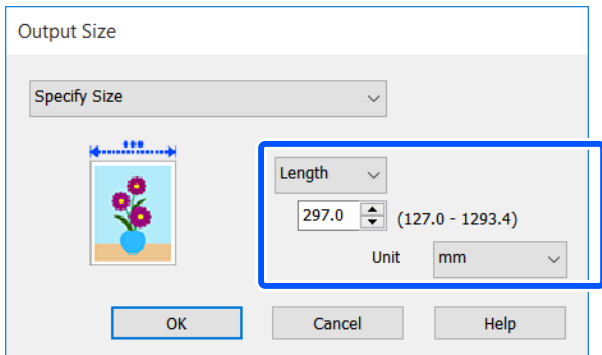 Output Size
Specify Size
Length
297.0 (127.0 - 1293.4)
Unit mm
OK Cancel Help